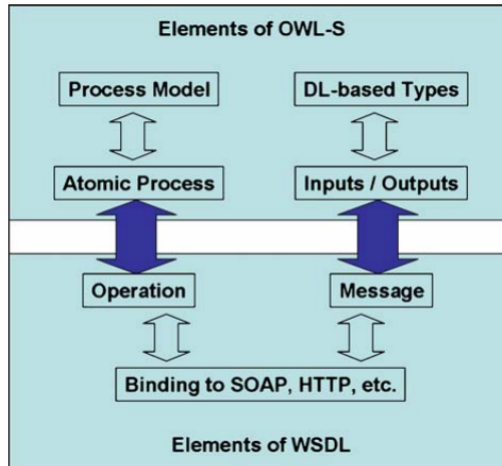 Elements of OWL-S
Process Model
DL-based Types
Atomic Process
Inputs / Outputs
Operation
Message
Binding to SOAP, HTTP, etc.
Elements of WSDL